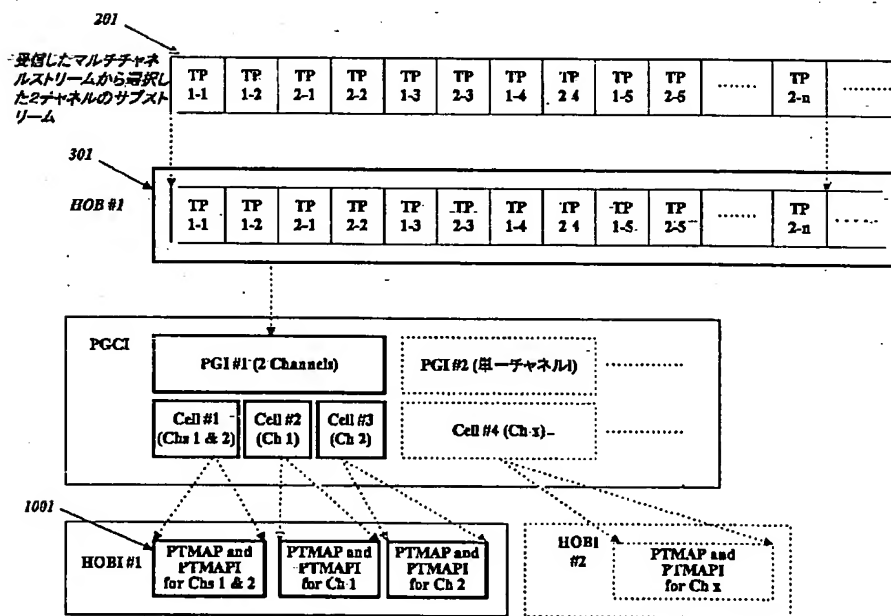 201
受信したマルチチャネ
ルストリームから選択し
た2チャネルのサブスト
リーム
TP 1-1 TP 1-2 TP 2-1 TP 2-2 TP 1-3 TP 2-3 TP 1-4 TP 2 4 TP 1-5 TP 2-5 ........ TP 2-n ............
301
HOB #1
TP 1-1 TP 1-2 TP 2-1 TP 2-2 TP 1-3 TP 2-3 TP 1-4 TP 2 4 TP 1-5 TP 2-5 ........ TP 2-n .........
PGCI
PGI #1 (2 Channels)
PGI #2 (単一チャネル)
Cell #1
(Chs 1 & 2)
Cell #2
(Ch 1)
Cell #3
(Ch 2)
Cell #4 (Ch x)
1001
HOBI #1
PTMAP and
PTMAPI
for Chs 1 & 2
PTMAP and
PTMAPI
for Ch 1
PTMAP and
PTMAPI
for Ch 2
HOBI
#2
PTMAP and
PTMAPI
for Ch x